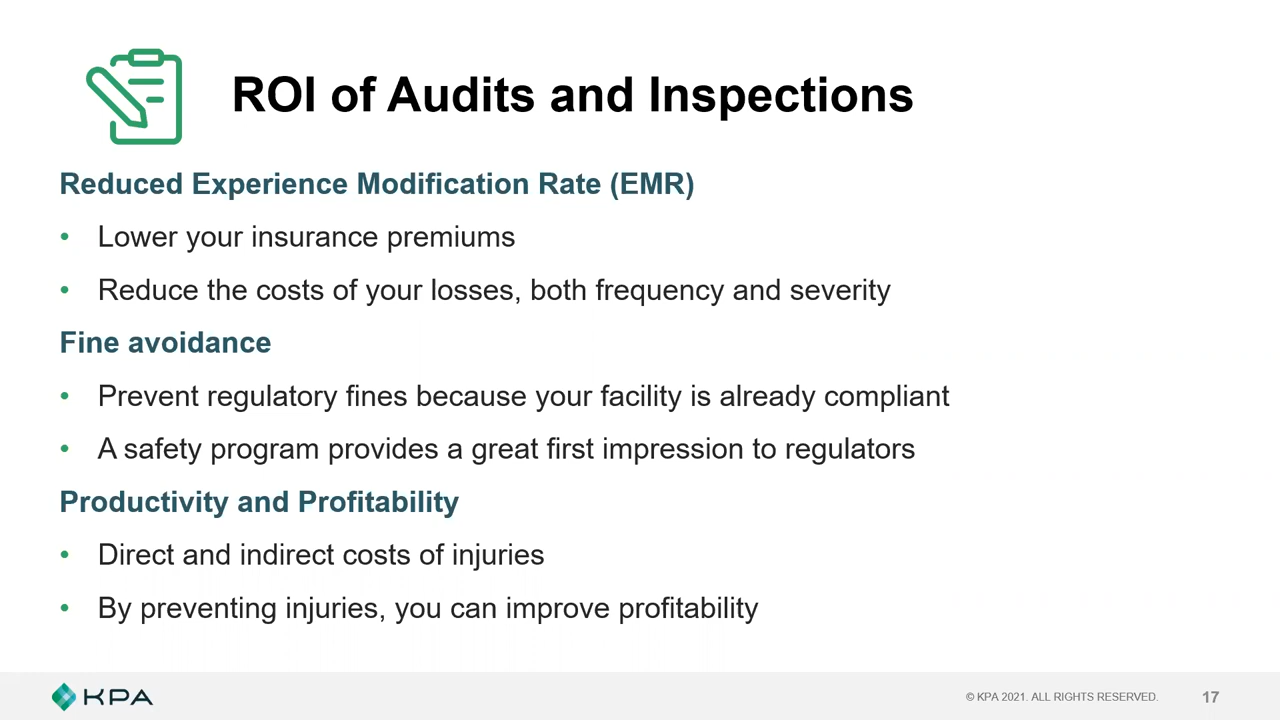 ROI of Audits and Inspections
Reduced Experience Modification Rate (EMR)
• Lower your insurance premiums
• Reduce the costs of your losses, both frequency and severity
Fine avoidance
• Prevent regulatory fines because your facility is already compliant
• A safety program provides a great first impression to regulators
Productivity and Profitability
• Direct and indirect costs of injuries
• By preventing injuries, you can improve profitability
KPA
© KPA 2021. ALL RIGHTS RESERVED.
17